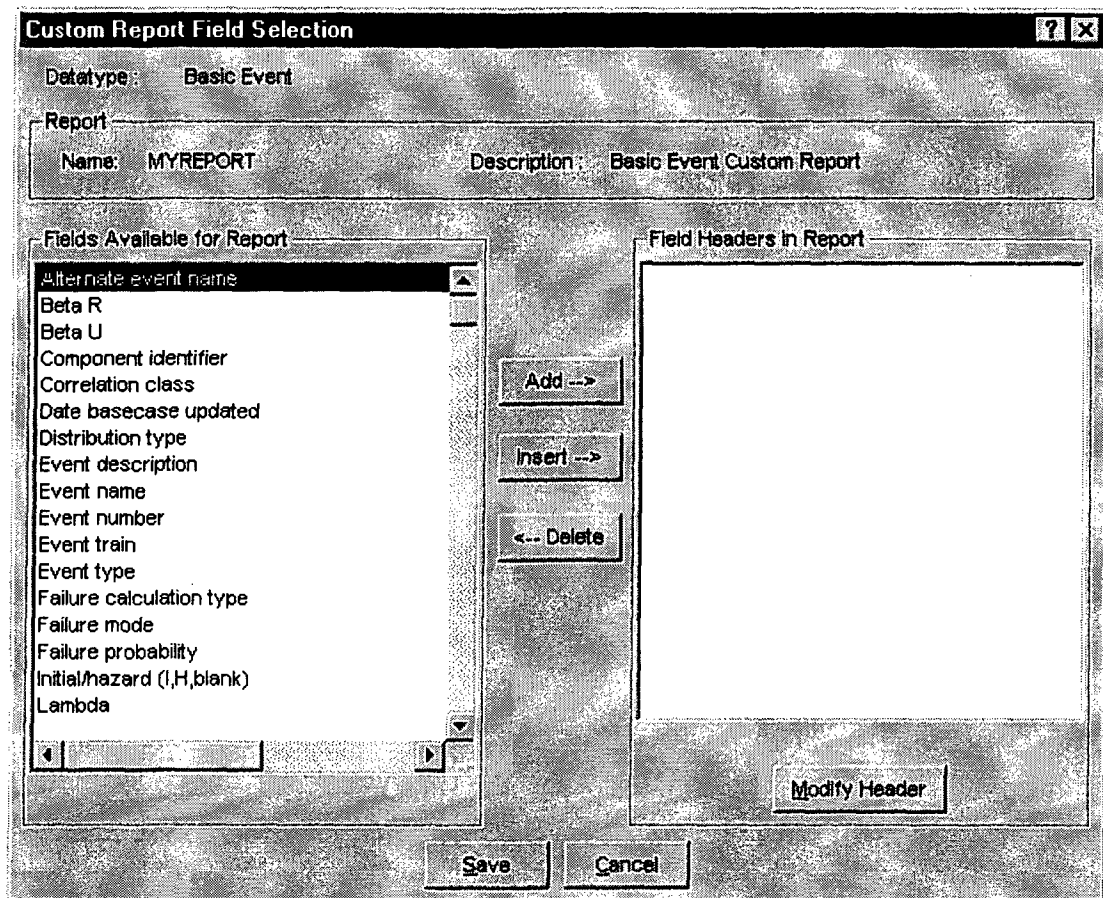 Custom Report Field Selection
Datatype : Basic Event
Report
Name: MYREPORT Description : Basic Event Custom Report
Fields Available for Report
Alternate event name
Beta R
Beta U
Component identifier
Correlation class
Date basecase updated
Distribution type
Event description
Event name
Event number
Event train
Event type
Failure calculation type
Failure mode
Failure probability
Initial/hazard (I,H,blank)
Lambda
Add -->
Insert -->
<-- Delete
Field Headers in Report
Modify Header
Save Cancel